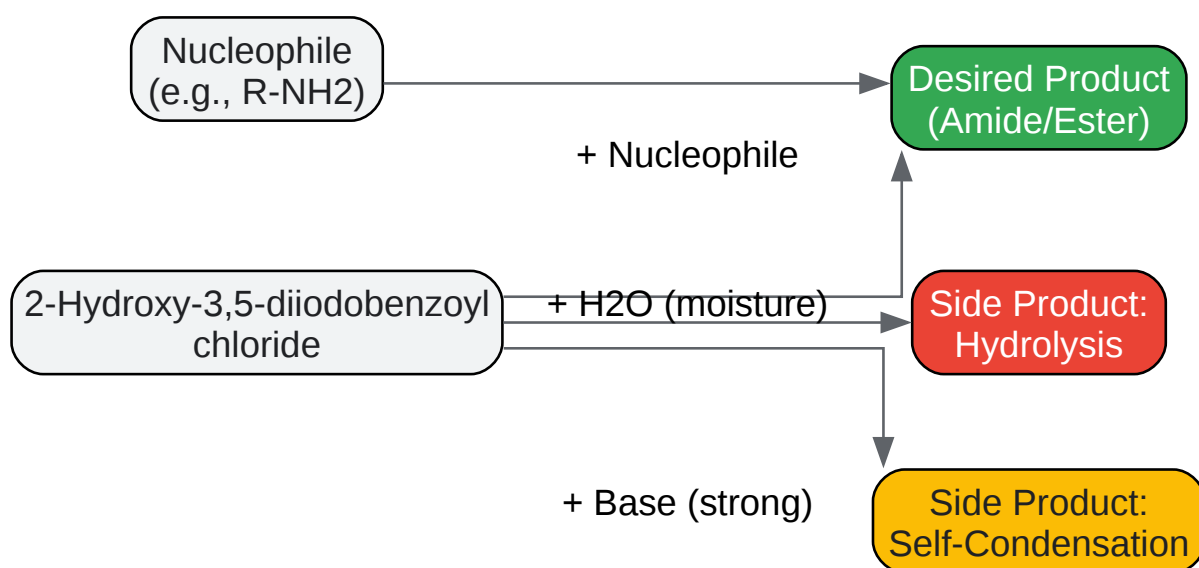 Nucleophile
(e.g., R-NH2)
Desired Product
(Amide/Ester)
+ Nucleophile
2-Hydroxy-3,5-diiodobenzoyl
chloride
+ H2O (moisture)
Side Product:
Hydrolysis
+ Base (strong)
Side Product:
Self-Condensation